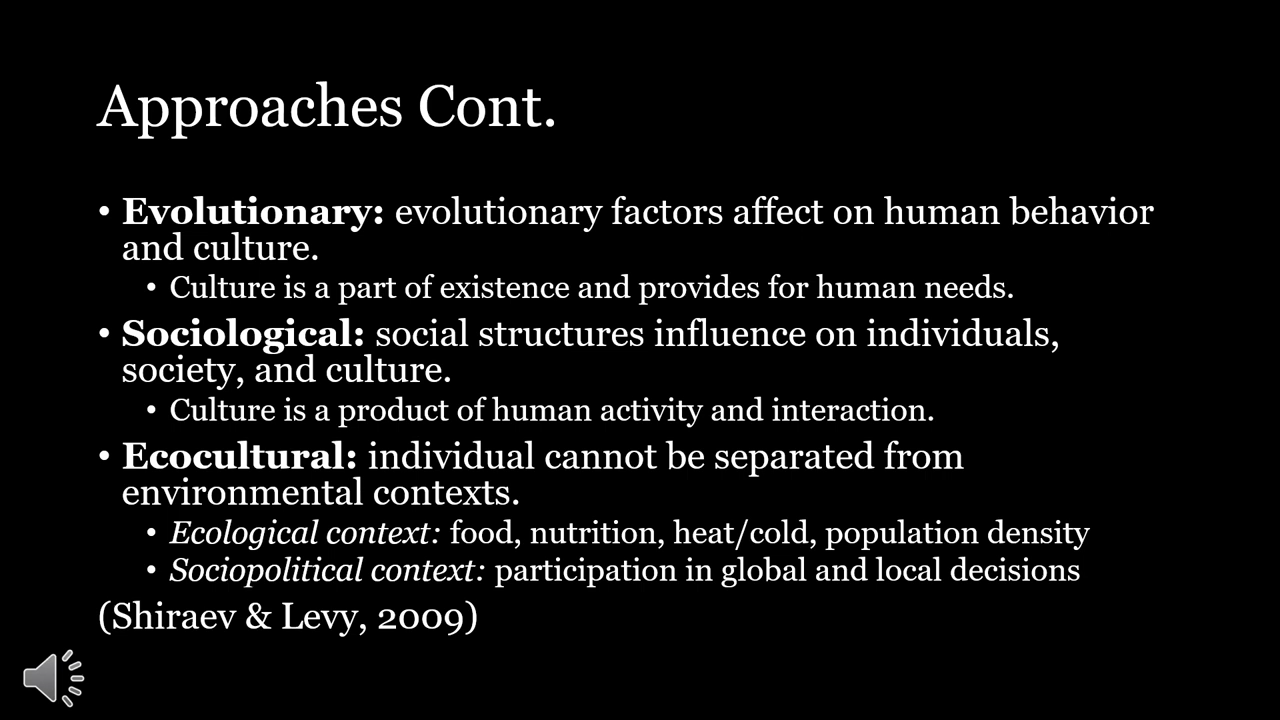 Approaches Cont.
• Evolutionary: evolutionary factors affect on human behavior
and culture.
• Culture is a part of existence and provides for human needs.
• Sociological: social structures influence on individuals,
society, and culture.
• Culture is a product of human activity and interaction.
• Ecocultural: individual cannot be separated from
environmental contexts.
• Ecological context: food, nutrition, heat/cold, population density
• Sociopolitical context: participation in global and local decisions
(Shiraev & Levy, 2009)